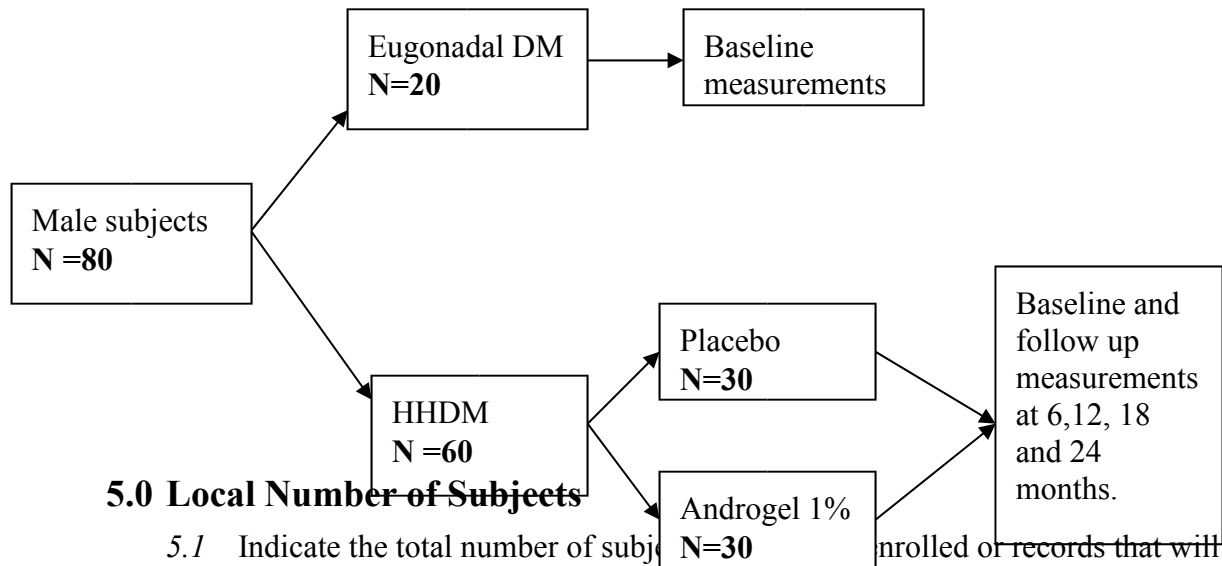 Eugonadal DM
N=20
Baseline
measurements
Male subjects
N =80
HHDM
N =60
Placebo
N=30
Androgel 1%
N=30
Baseline and
follow up
measurements
at 6,12, 18
and 24
months.
5.0 Local Number of Subjects
5.1 Indicate the total number of enrolled or records that will